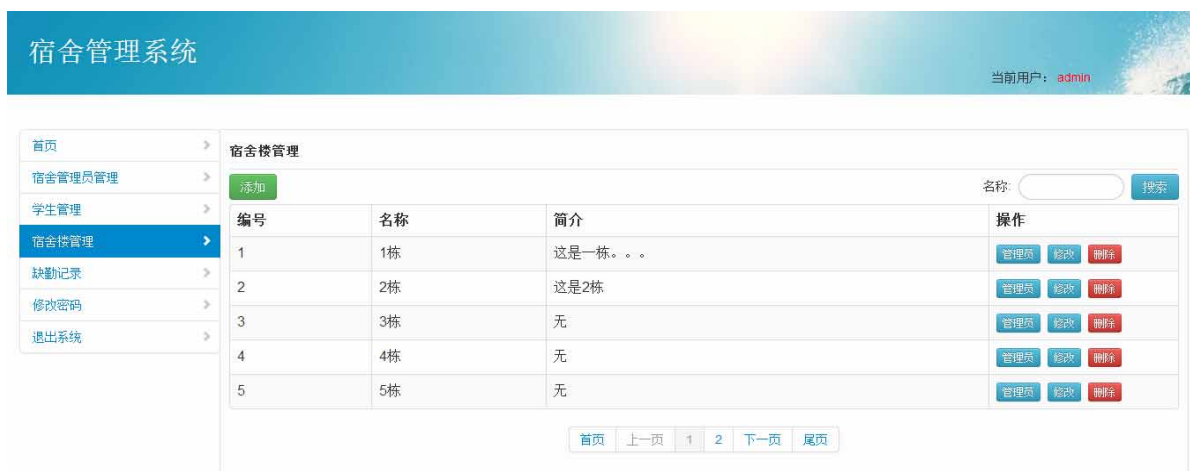 宿舍管理系统
当前用户： admin
首页
宿舍管理员管理
学生管理
宿舍楼管理
缺勤记录
修改密码
退出系统
宿舍楼管理
添加 名称: 搜索
编号 名称 简介 操作
1 1栋 这是一栋。。。 管理员 修改 删除
2 2栋 这是2栋 管理员 修改 删除
3 3栋 无 管理员 修改 删除
4 4栋 无 管理员 修改 删除
5 5栋 无 管理员 修改 删除
首页 上一页 1 2 下一页 尾页